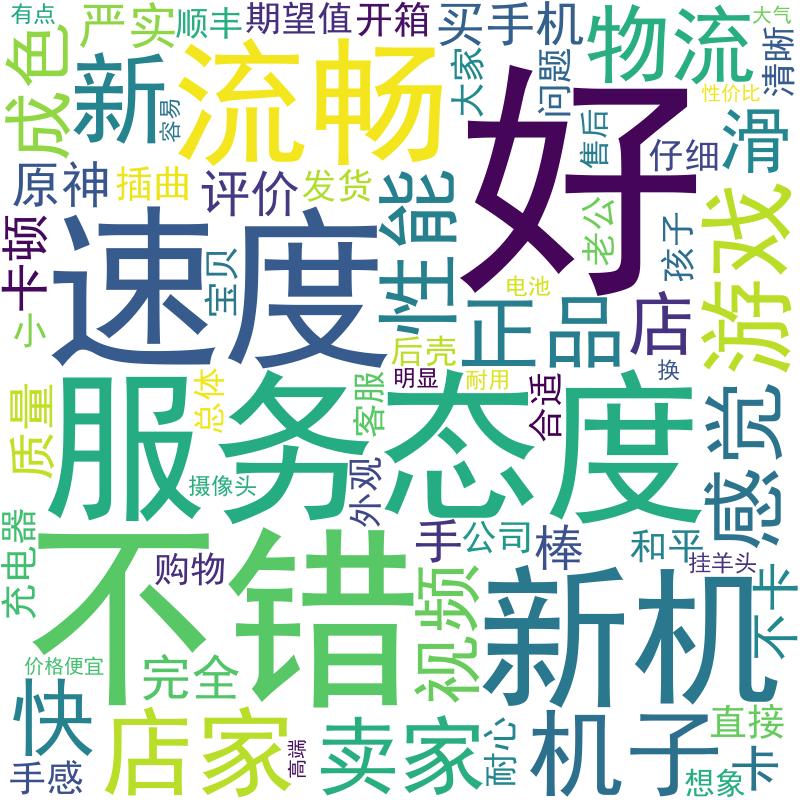 有点
严实
顺丰
期望值
开箱
买手机
大家
问题
物流
大气
清晰
成色
新
容易
流畅
好
售后
性价比
仔细
滑
原神
插曲
评价
发货
性能
老公
孩子
游戏
卡顿
速度
宝贝
电池
正品
店
小
后壳
换
质量
总体
服务态度
客服
明显
耐用
合适
感觉
摄像头
外观
充电器
不错
购物
手
公司
棒
和平
挂羊头
不卡
视频
新机
价格便宜
完全
快
店家
高端
卖家
耐心
机子
直接
卡
手感
想象